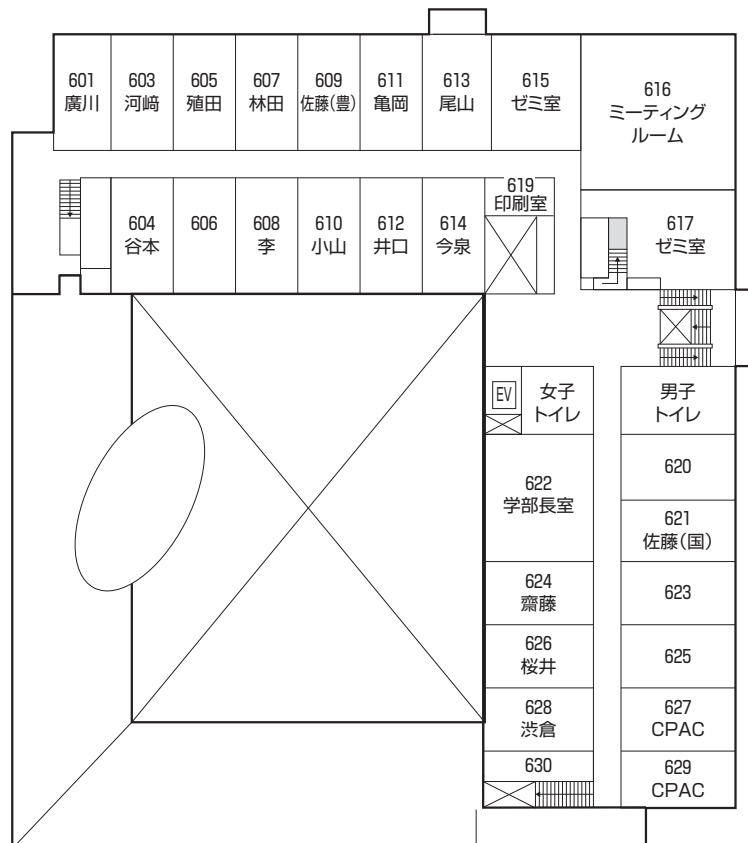 601
廣川
603
河﨑
605
殖田
607
林田
609
佐藤(豊)
611
亀岡
613
尾山
615
ゼミ室
616
ミーティング
ルーム
604
谷本
606
608
李
610
小山
612
井口
614
今泉
619
印刷室
617
ゼミ室
EV
女子
トイレ
男子
トイレ
622
学部長室
620
621
佐藤(国)
624
齋藤
623
626
桜井
625
628
渋倉
627
CPAC
630
629
CPAC